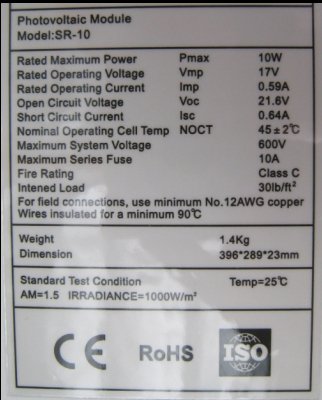 Photovoltaic Module
Model:SR-10
Rated Maximum Power Pmax 10W
Rated Operating Voltage Vmp 17V
Rated Operating Current Imp 0.59A
Open Circuit Voltage Voc 21.6V
Short Circuit Current Isc 0.64A
Nominal Operating Cell Temp NOCT 45±2℃
Maximum System Voltage 600V
Maximum Series Fuse 10A
Fire Rating Class C
Intened Load 30lb/ft²
For field connections, use minimum No.12AWG copper
Wires insulated for a minimum 90℃
Weight 1.4Kg
Dimension 396*289*23mm
Standard Test Condition Temp=25℃
AM=1.5 IRRADIANCE=1000W/m²
CE RoHS ISO